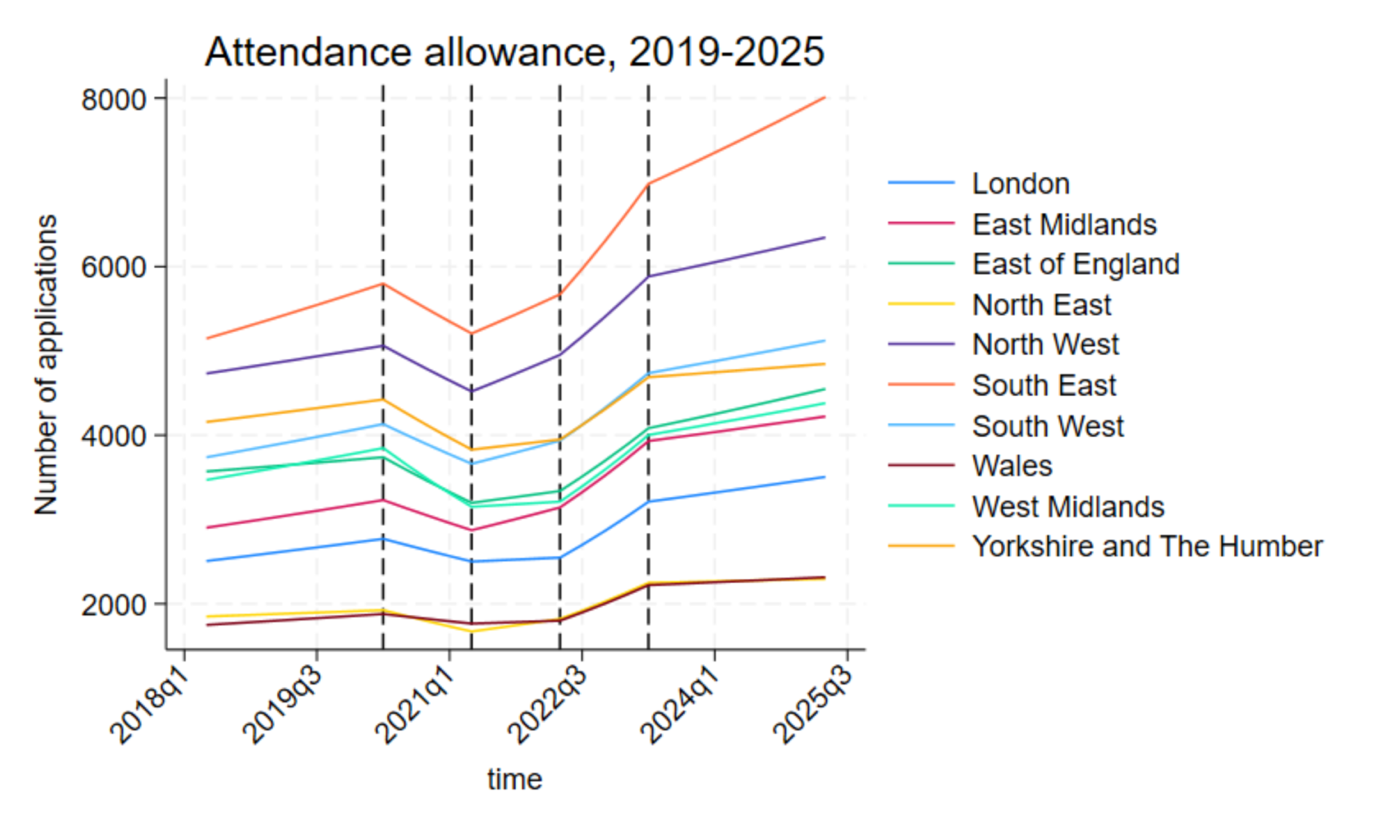 Attendance allowance, 2019-2025
8000
6000
4000
2000
Number of applications
2018q1
2019q3
2021q1
2022q3
2024q1
2025q3
time
London
East Midlands
East of England
North East
North West
South East
South West
Wales
West Midlands
Yorkshire and The Humber